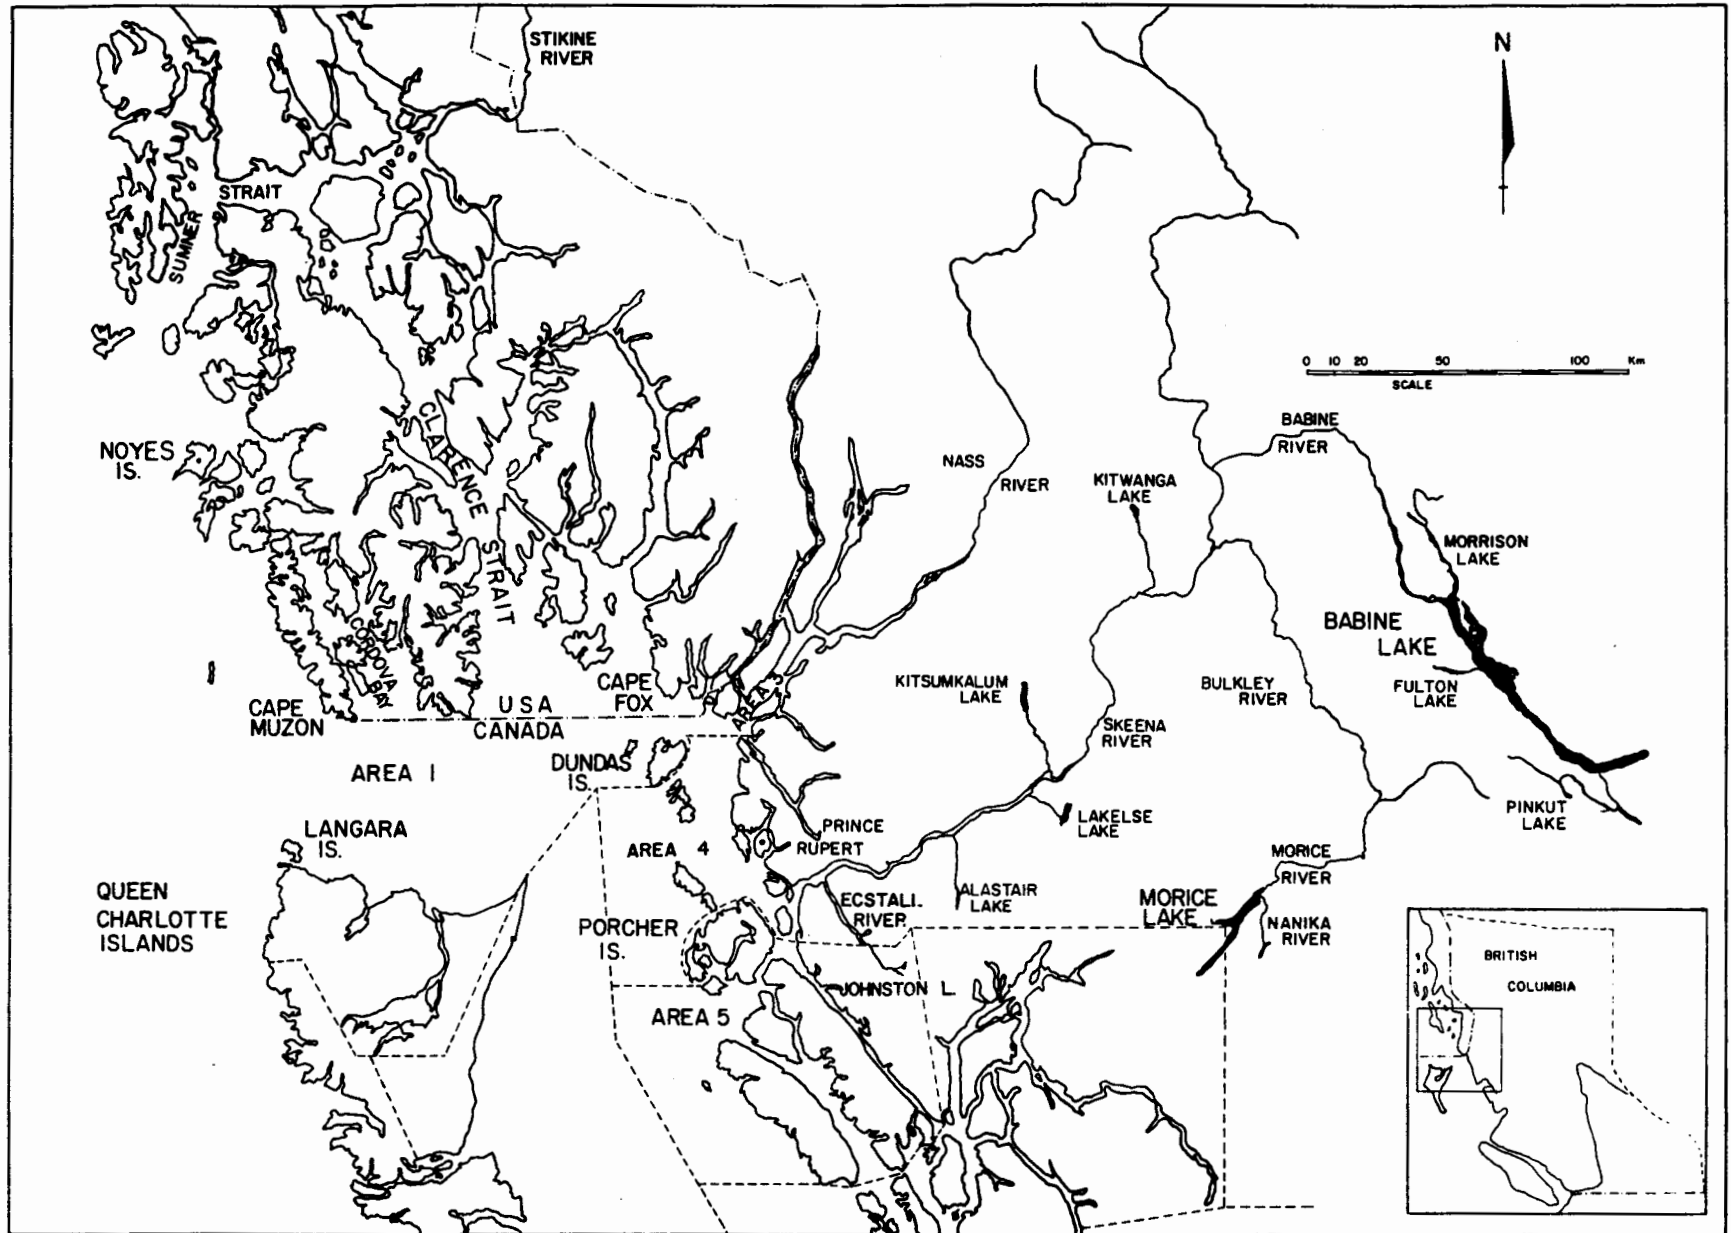 STIKINE
RIVER
N
STRAIT
SUMNER
0 10 20 50 100 Km
SCALE
CLARENCE
STRAIT
NOYES
IS.
BABINE
RIVER
NASS
RIVER
KITWANGA
LAKE
MORRISON
LAKE
BABINE
LAKE
CORDOVA
BAY
CAPE
MUZON
CAPE
FOX
USA
CANADA
AREA 3
KITSUMKALUM
LAKE
BULKLEY
RIVER
FULTON
LAKE
SKEENA
RIVER
AREA 1
DUNDAS
IS.
PINKUT
LAKE
LANGARA
IS.
AREA 4
PRINCE
RUPERT
LAKELSE
LAKE
MORICE
RIVER
QUEEN
CHARLOTTE
ISLANDS
ECSTALL
RIVER
ALASTAIR
LAKE
MORICE
LAKE
NANIKA
RIVER
PORCHER
IS.
JOHNSTON L.
AREA 5
BRITISH
COLUMBIA